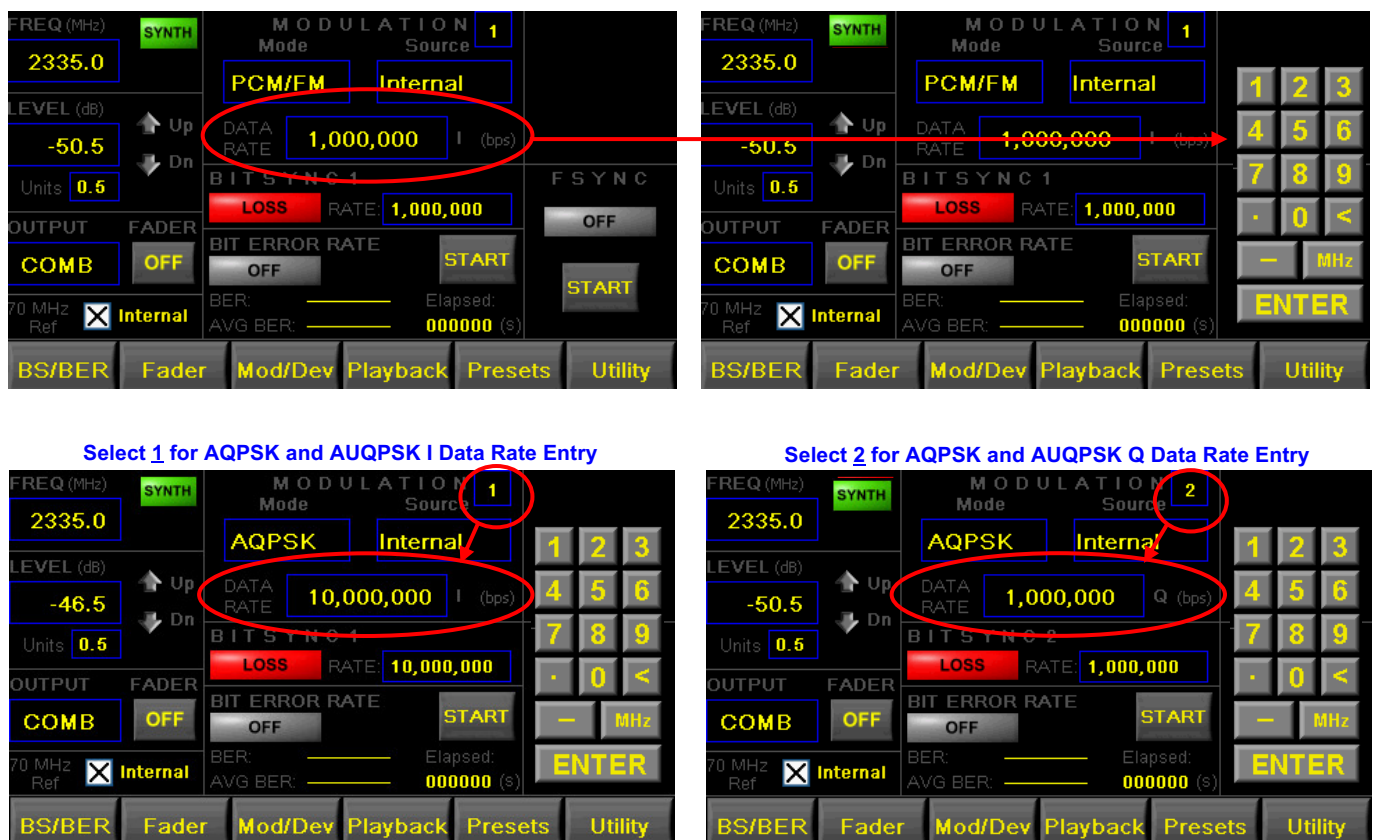 FREQ (MHz)
SYNTH
2335.0
LEVEL (dB)
-50.5
Up
Dn
Units 0.5
OUTPUT
FADER
COMB
OFF
70 MHz Ref
Internal
MODULATION 1
Mode Source
PCM/FM Internal
DATA RATE 1,000,000 I (bps)
BITSYNC 1
LOSS RATE: 1,000,000
BIT ERROR RATE
OFF
START
BER: Elapsed:
AVG BER: 000000 (s)
FSYNC
OFF
START
BS/BER Fader Mod/Dev Playback Presets Utility
FREQ (MHz)
SYNTH
2335.0
LEVEL (dB)
-50.5
Up
Dn
Units 0.5
OUTPUT
FADER
COMB
OFF
70 MHz Ref
Internal
MODULATION 1
Mode Source
PCM/FM Internal
DATA RATE 1,000,000 I (bps)
BITSYNC 1
LOSS RATE: 1,000,000
BIT ERROR RATE
OFF
START
BER: Elapsed:
AVG BER: 000000 (s)
1 2 3
4 5 6
7 8 9
. 0 <
– MHz
ENTER
BS/BER Fader Mod/Dev Playback Presets Utility
Select 1 for AQPSK and AUQPSK I Data Rate Entry
FREQ (MHz)
SYNTH
2335.0
LEVEL (dB)
-46.5
Up
Dn
Units 0.5
OUTPUT
FADER
COMB
OFF
70 MHz Ref
Internal
MODULATION 1
Mode Source
AQPSK Internal
DATA RATE 10,000,000 I (bps)
BITSYNC 1
LOSS RATE: 10,000,000
BIT ERROR RATE
OFF
START
BER: Elapsed:
AVG BER: 000000 (s)
1 2 3
4 5 6
7 8 9
. 0 <
– MHz
ENTER
BS/BER Fader Mod/Dev Playback Presets Utility
Select 2 for AQPSK and AUQPSK Q Data Rate Entry
FREQ (MHz)
SYNTH
2335.0
LEVEL (dB)
-50.5
Up
Dn
Units 0.5
OUTPUT
FADER
COMB
OFF
70 MHz Ref
Internal
MODULATION 2
Mode Source
AQPSK Internal
DATA RATE 1,000,000 Q (bps)
BITSYNC 2
LOSS RATE: 1,000,000
BIT ERROR RATE
OFF
START
BER: Elapsed:
AVG BER: 000000 (s)
1 2 3
4 5 6
7 8 9
. 0 <
– MHz
ENTER
BS/BER Fader Mod/Dev Playback Presets Utility